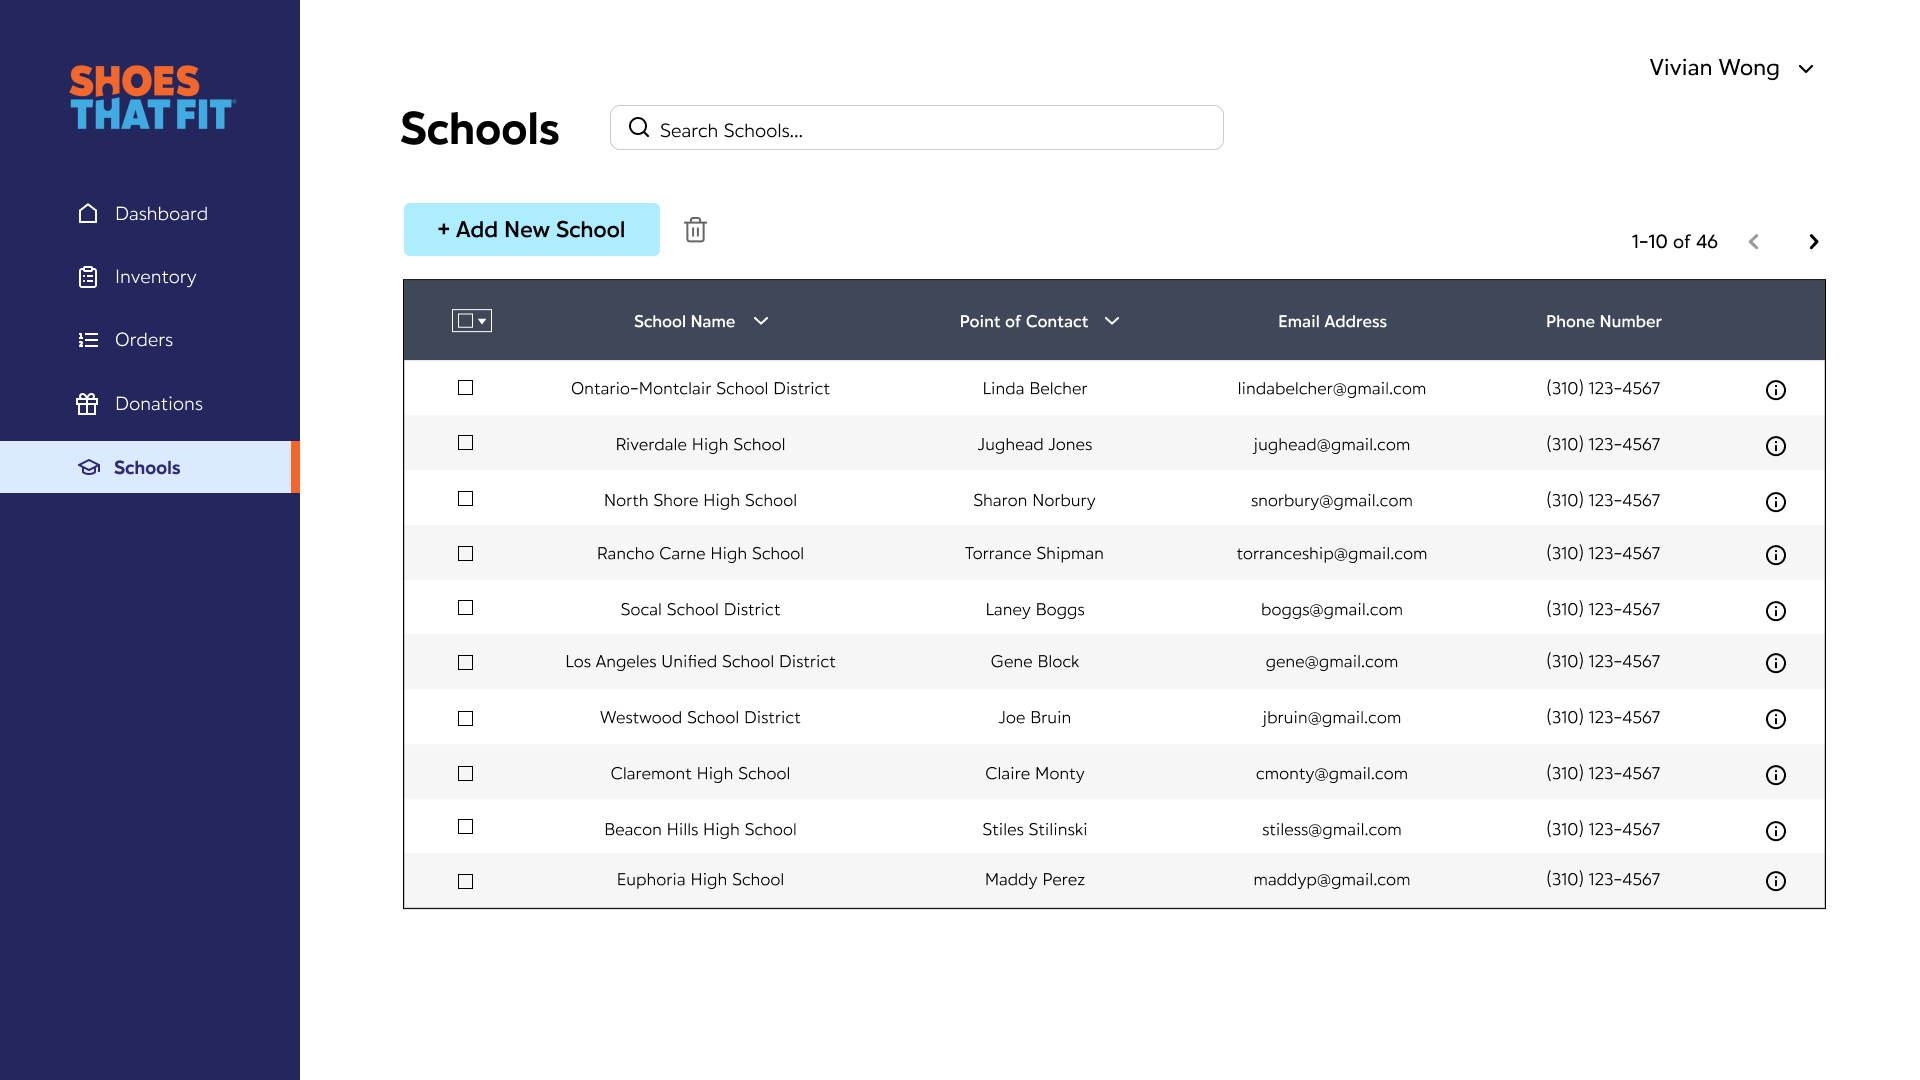 SHOES
THAT FIT
Dashboard
Inventory
Orders
Donations
Schools
Vivian Wong
Schools
Search Schools...
+ Add New School
1-10 of 46
School Name Point of Contact Email Address Phone Number
Ontario-Montclair School District Linda Belcher lindabelcher@gmail.com (310) 123-4567
Riverdale High School Jughead Jones jughead@gmail.com (310) 123-4567
North Shore High School Sharon Norbury snorbury@gmail.com (310) 123-4567
Rancho Carne High School Torrance Shipman torranceship@gmail.com (310) 123-4567
Socal School District Laney Boggs boggs@gmail.com (310) 123-4567
Los Angeles Unified School District Gene Block gene@gmail.com (310) 123-4567
Westwood School District Joe Bruin jbruin@gmail.com (310) 123-4567
Claremont High School Claire Monty cmonty@gmail.com (310) 123-4567
Beacon Hills High School Stiles Stilinski stiless@gmail.com (310) 123-4567
Euphoria High School Maddy Perez maddyp@gmail.com (310) 123-4567